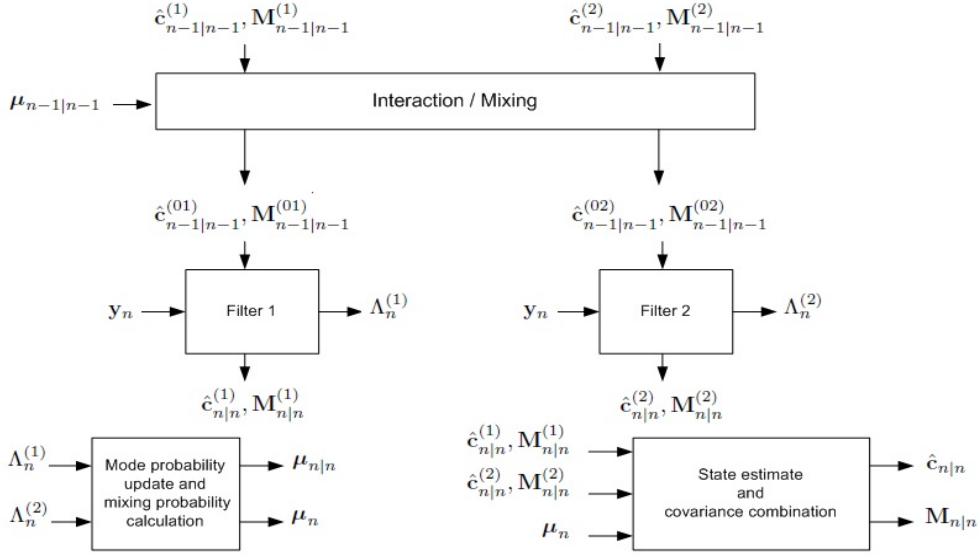 ĉ^{(1)}_{n−1|n−1}, M^{(1)}_{n−1|n−1} ĉ^{(2)}_{n−1|n−1}, M^{(2)}_{n−1|n−1}
μ_{n−1|n−1}
Interaction / Mixing
ĉ^{(01)}_{n−1|n−1}, M^{(01)}_{n−1|n−1} ĉ^{(02)}_{n−1|n−1}, M^{(02)}_{n−1|n−1}
y_n
Filter 1
Λ^{(1)}_n
y_n
Filter 2
Λ^{(2)}_n
ĉ^{(1)}_{n|n}, M^{(1)}_{n|n} ĉ^{(2)}_{n|n}, M^{(2)}_{n|n}
Λ^{(1)}_n
Λ^{(2)}_n
Mode probability
update and
mixing probability
calculation
μ_{n|n}
μ_n
ĉ^{(1)}_{n|n}, M^{(1)}_{n|n}
ĉ^{(2)}_{n|n}, M^{(2)}_{n|n}
μ_n
State estimate
and
covariance combination
ĉ_{n|n}
M_{n|n}